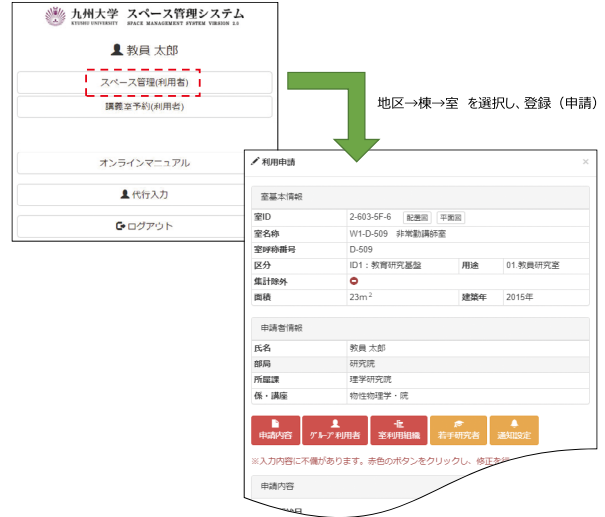 九州大学 スペース管理システム
KYUSHU UNIVERSITY SPACE MANAGEMENT SYSTEM VERSION 2.0
教員 太郎
スペース管理(利用者)
講義室予約(利用者)
オンラインマニュアル
代行入力
ログアウト
地区→棟→室 を選択し、登録（申請）
利用申請 ×
室基本情報
室ID 2-603-5F-6 配置図 平面図
室名称 W1-D-509 非常勤講師室
室呼称番号 D-509
区分 ID1：教育研究基盤 用途 01.教員研究室
集計除外
面積 23m² 建築年 2015年
申請者情報
氏名 教員 太郎
部局 研究院
所属課 理学研究院
係・講座 物性物理学・院
申請内容 グループ利用者 室利用組織 若手研究者 通知設定
※入力内容に不備があります。赤色のボタンをクリックし、修正を
申請内容